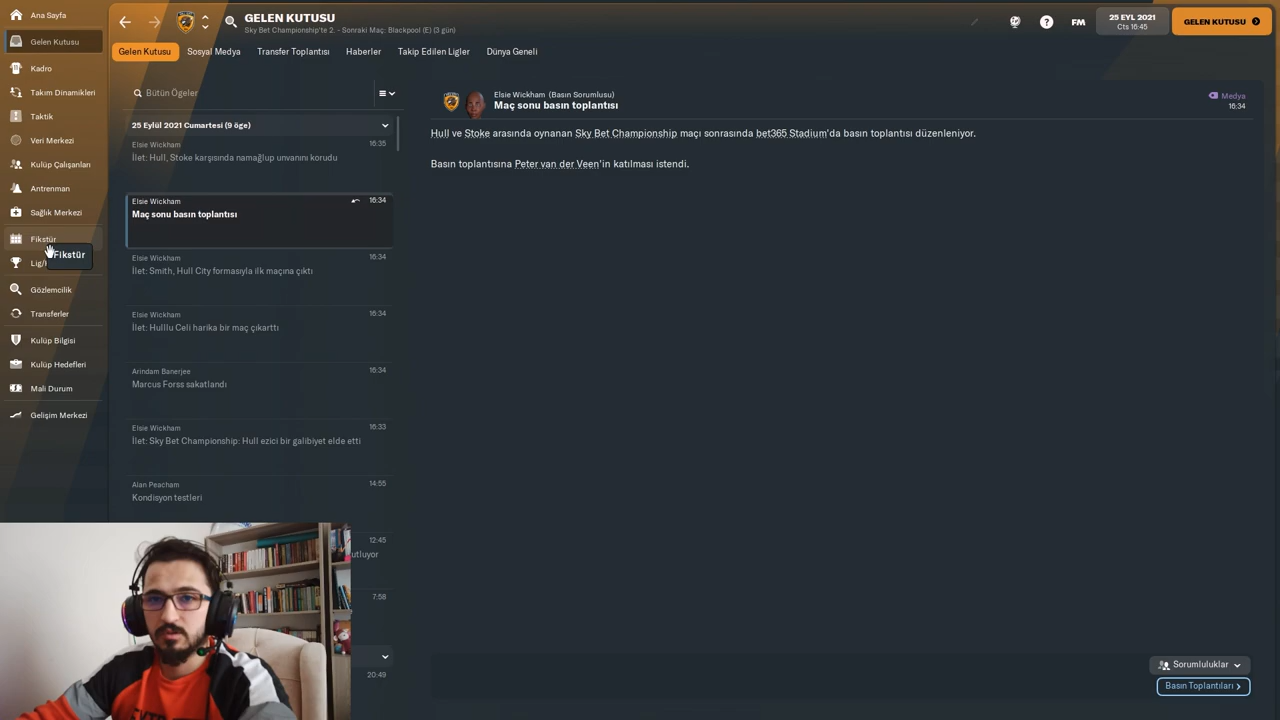 Ana Sayfa
Gelen Kutusu
Kadro
Takım Dinamikleri
Taktik
Veri Merkezi
Kulüp Çalışanları
Antrenman
Sağlık Merkezi
Fikstür
Fikstür
Gözlemcilik
Transferler
Kulüp Bilgisi
Kulüp Hedefleri
Mali Durum
Gelişim Merkezi
GELEN KUTUSU
Sky Bet Championship'te 2. - Sonraki Maç: Blackpool (E) (3 gün)
FM
25 EYL 2021
Cts 16:45
GELEN KUTUSU
Gelen Kutusu
Sosyal Medya
Transfer Toplantısı
Haberler
Takip Edilen Ligler
Dünya Geneli
Bütün Ögeler
25 Eylül 2021 Cumartesi (9 öge)
Elsie Wickham 16:35
İlet: Hull, Stoke karşısında namağlup unvanını korudu
Elsie Wickham 16:34
Maç sonu basın toplantısı
Elsie Wickham 16:34
İlet: Smith, Hull City formasıyla ilk maçına çıktı
Elsie Wickham 16:34
İlet: Hulllu Celi harika bir maç çıkarttı
Arindam Banerjee 16:34
Marcus Forss sakatlandı
Elsie Wickham 16:33
İlet: Sky Bet Championship: Hull ezici bir galibiyet elde etti
Alan Peacham 14:55
Kondisyon testleri
12:45
7:58
20:49
Elsie Wickham (Basın Sorumlusu)
Maç sonu basın toplantısı
Medya
16:34
Hull ve Stoke arasında oynanan Sky Bet Championship maçı sonrasında bet365 Stadium'da basın toplantısı düzenleniyor.
Basın toplantısına Peter van der Veen'in katılması istendi.
Sorumluluklar
Basın Toplantıları